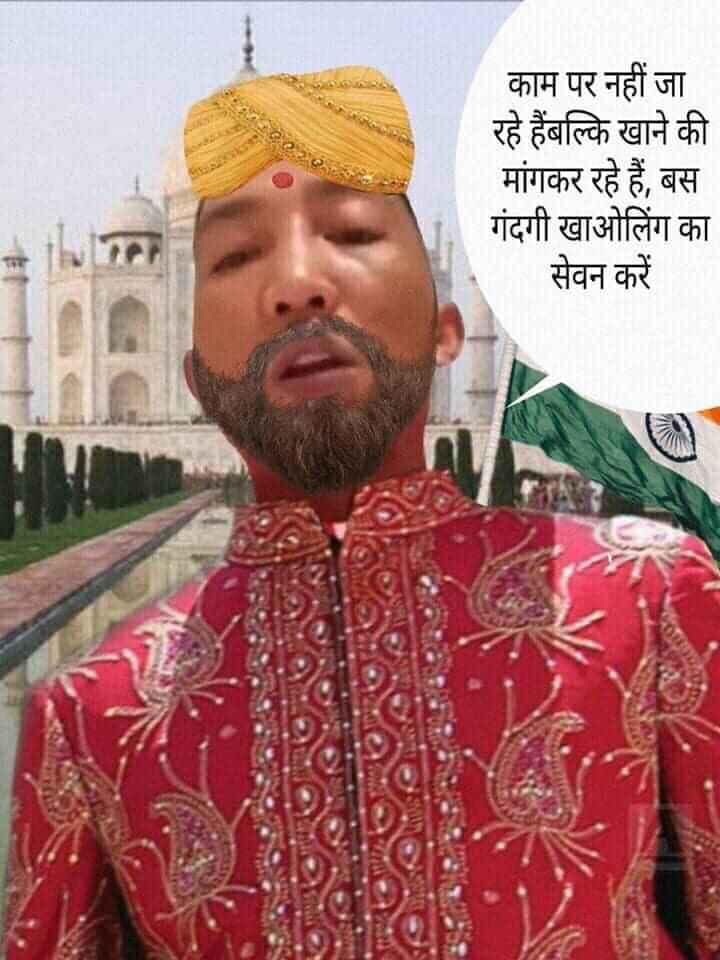 काम पर नहीं जा
रहे हैंबल्कि खाने की
मांगकर रहे हैं, बस
गंदगी खाओलिंग का
सेवन करें